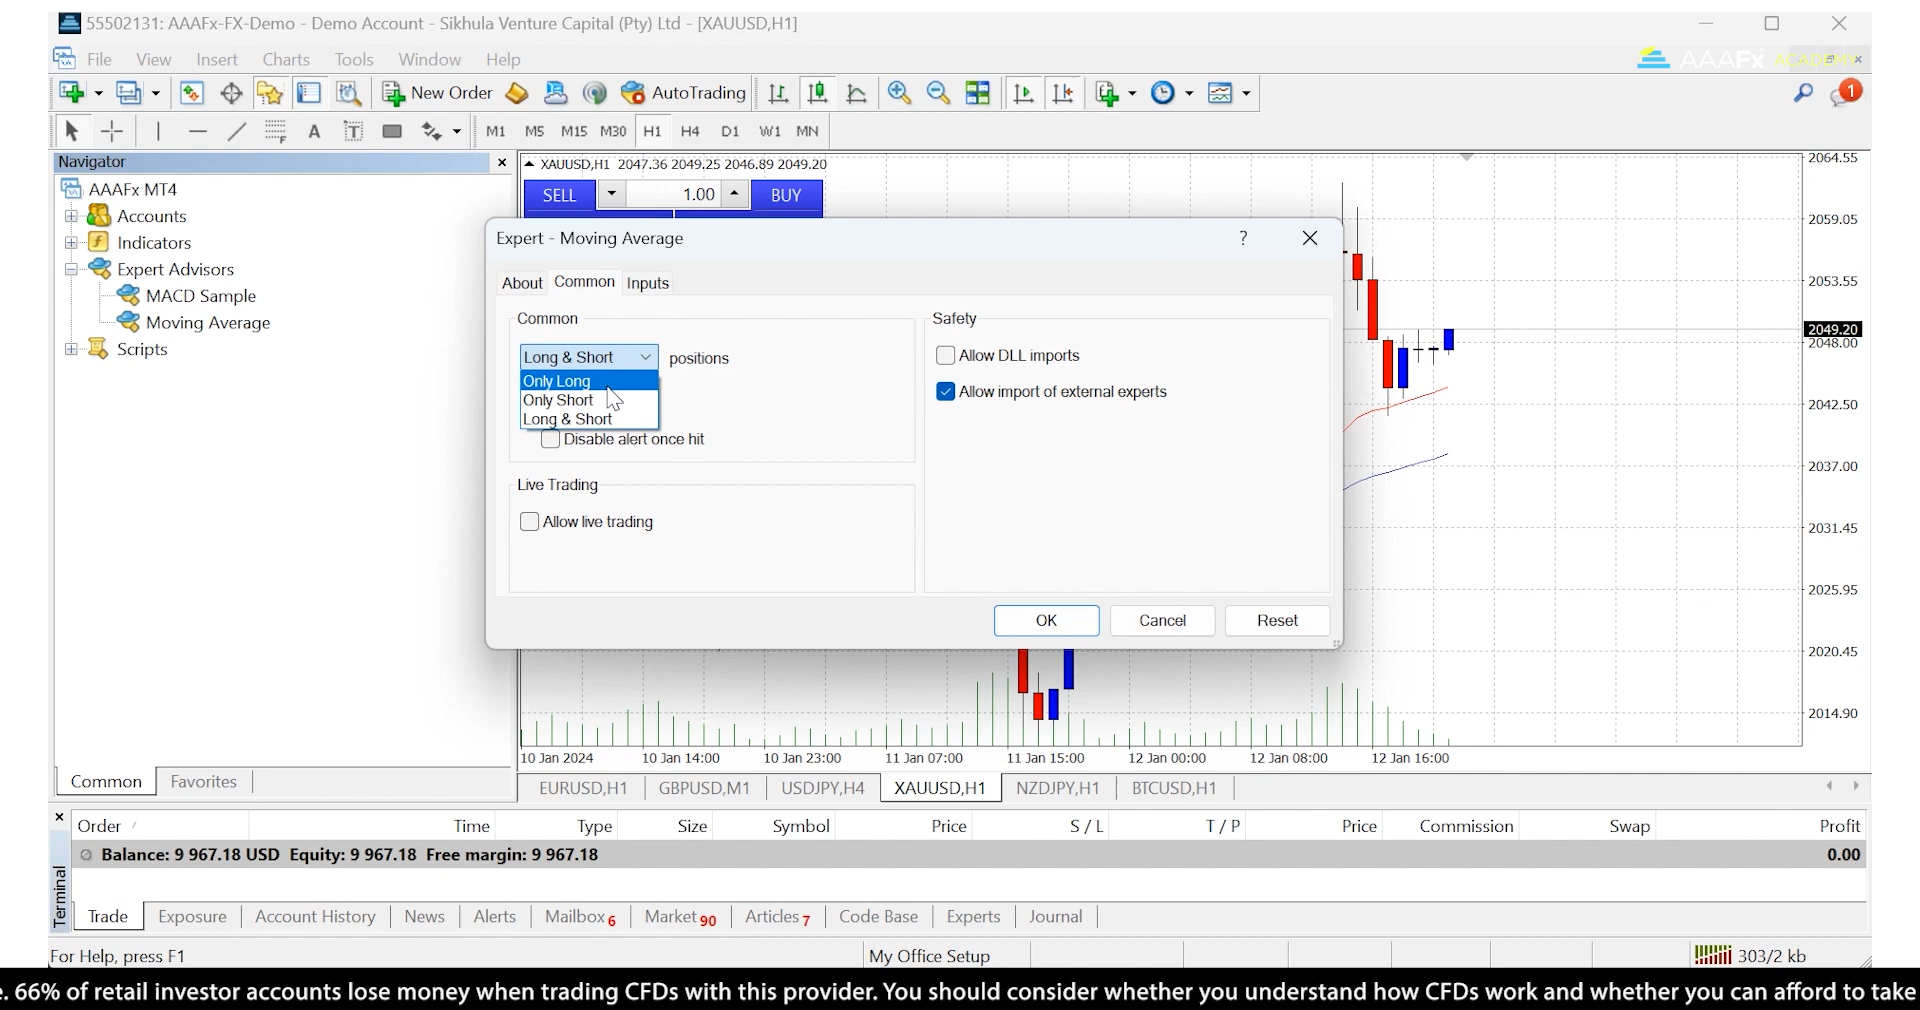 55502131: AAAFx-FX-Demo - Demo Account - Sikhula Venture Capital (Pty) Ltd - [XAUUSD,H1]
File View Insert Charts Tools Window Help
AAAFx ACADEMY
New Order AutoTrading 1
A T M1 M5 M15 M30 H1 H4 D1 W1 MN
Navigator
AAAFx MT4
Accounts
Indicators
Expert Advisors
MACD Sample
Moving Average
Scripts
Common Favorites
XAUUSD,H1 2047.36 2049.25 2046.89 2049.20
SELL 1.00 BUY
Expert - Moving Average ?
About Common Inputs
Common
Long & Short positions
Only Long
Only Short
Long & Short
Disable alert once hit
Live Trading
Allow live trading
Safety
Allow DLL imports
Allow import of external experts
OK Cancel Reset
2064.55
2059.05
2053.55
2049.20
2048.00
2042.50
2037.00
2031.45
2025.95
2020.45
2014.90
10 Jan 2024 10 Jan 14:00 10 Jan 23:00 11 Jan 07:00 11 Jan 15:00 12 Jan 00:00 12 Jan 08:00 12 Jan 16:00
EURUSD,H1 GBPUSD,M1 USDJPY,H4 XAUUSD,H1 NZDJPY,H1 BTCUSD,H1
Order Time Type Size Symbol Price S / L T / P Price Commission Swap Profit
Balance: 9 967.18 USD Equity: 9 967.18 Free margin: 9 967.18 0.00
Terminal
Trade Exposure Account History News Alerts Mailbox 6 Market 90 Articles 7 Code Base Experts Journal
For Help, press F1 My Office Setup 303/2 kb
. 66% of retail investor accounts lose money when trading CFDs with this provider. You should consider whether you understand how CFDs work and whether you can afford to take